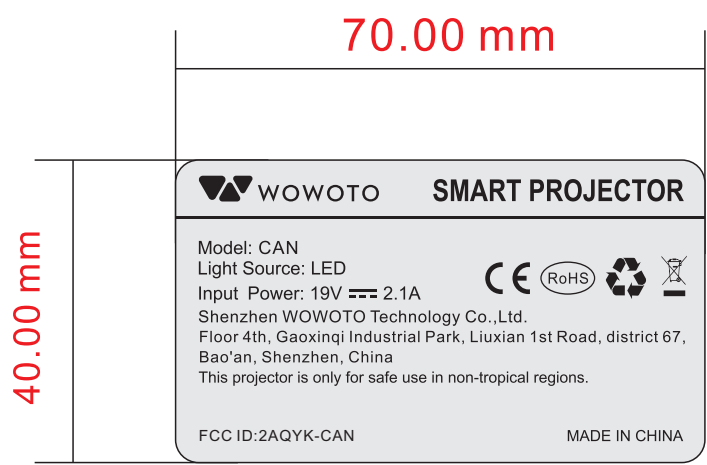 70.00 mm
40.00 mm
WOWOTO SMART PROJECTOR
Model: CAN
Light Source: LED
Input Power: 19V ⎓ 2.1A
CE RoHS
Shenzhen WOWOTO Technology Co.,Ltd.
Floor 4th, Gaoxinqi Industrial Park, Liuxian 1st Road, district 67,
Bao'an, Shenzhen, China
This projector is only for safe use in non-tropical regions.
FCC ID:2AQYK-CAN MADE IN CHINA